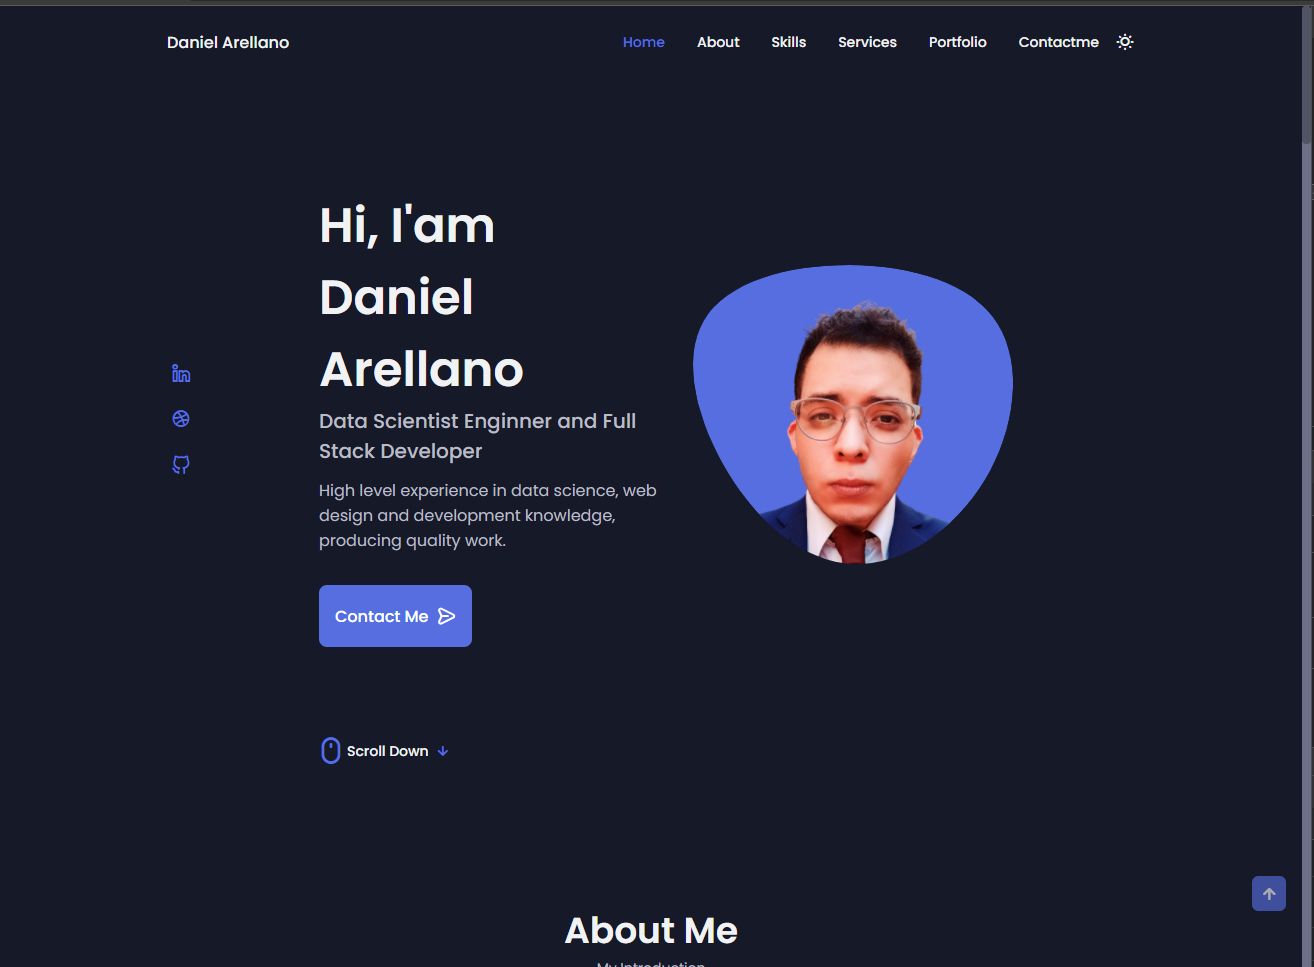 Daniel Arellano
Home About Skills Services Portfolio Contactme
Hi, I'am
Daniel
Arellano
Data Scientist Enginner and Full
Stack Developer
High level experience in data science, web
design and development knowledge,
producing quality work.
Contact Me
Scroll Down
About Me
My Introduction